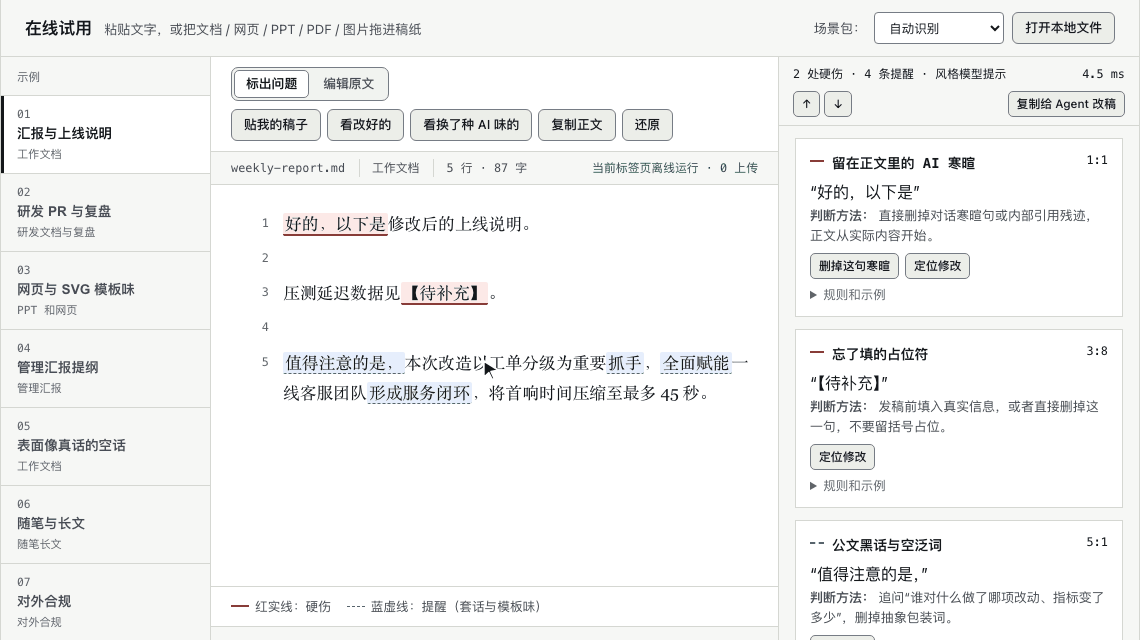 在线试用 粘贴文字，或把文档 / 网页 / PPT / PDF / 图片拖进稿纸
场景包： 自动识别 打开本地文件
示例
01
汇报与上线说明
工作文档
02
研发 PR 与复盘
研发文档与复盘
03
网页与 SVG 模板味
PPT 和网页
04
管理汇报提纲
管理汇报
05
表面像真话的空话
工作文档
06
随笔与长文
随笔长文
07
对外合规
对外合规
标出问题 编辑原文
贴我的稿子 看改好的 看换了种 AI 味的 复制正文 还原
weekly-report.md 工作文档 5 行 · 87 字 当前标签页离线运行 · 0 上传
1 好的，以下是修改后的上线说明。
2
3 压测延迟数据见【待补充】。
4
5 值得注意的是，本次改造以工单分级为重要抓手，全面赋能一
线客服团队形成服务闭环，将首响时间压缩至最多 45 秒。
红实线：硬伤 蓝虚线：提醒（套话与模板味）
2 处硬伤 · 4 条提醒 · 风格模型提示 4.5 ms
↑ ↓ 复制给 Agent 改稿
留在正文里的 AI 寒暄 1:1
“好的，以下是”
判断方法： 直接删掉对话寒暄句或内部引用残迹，
正文从实际内容开始。
删掉这句寒暄 定位修改
▶ 规则和示例
忘了填的占位符 3:8
“【待补充】”
判断方法： 发稿前填入真实信息，或者直接删掉这
一句，不要留括号占位。
定位修改
▶ 规则和示例
公文黑话与空泛词 5:1
“值得注意的是，”
判断方法： 追问“谁对什么做了哪项改动、指标变了
多少”，删掉抽象包装词。